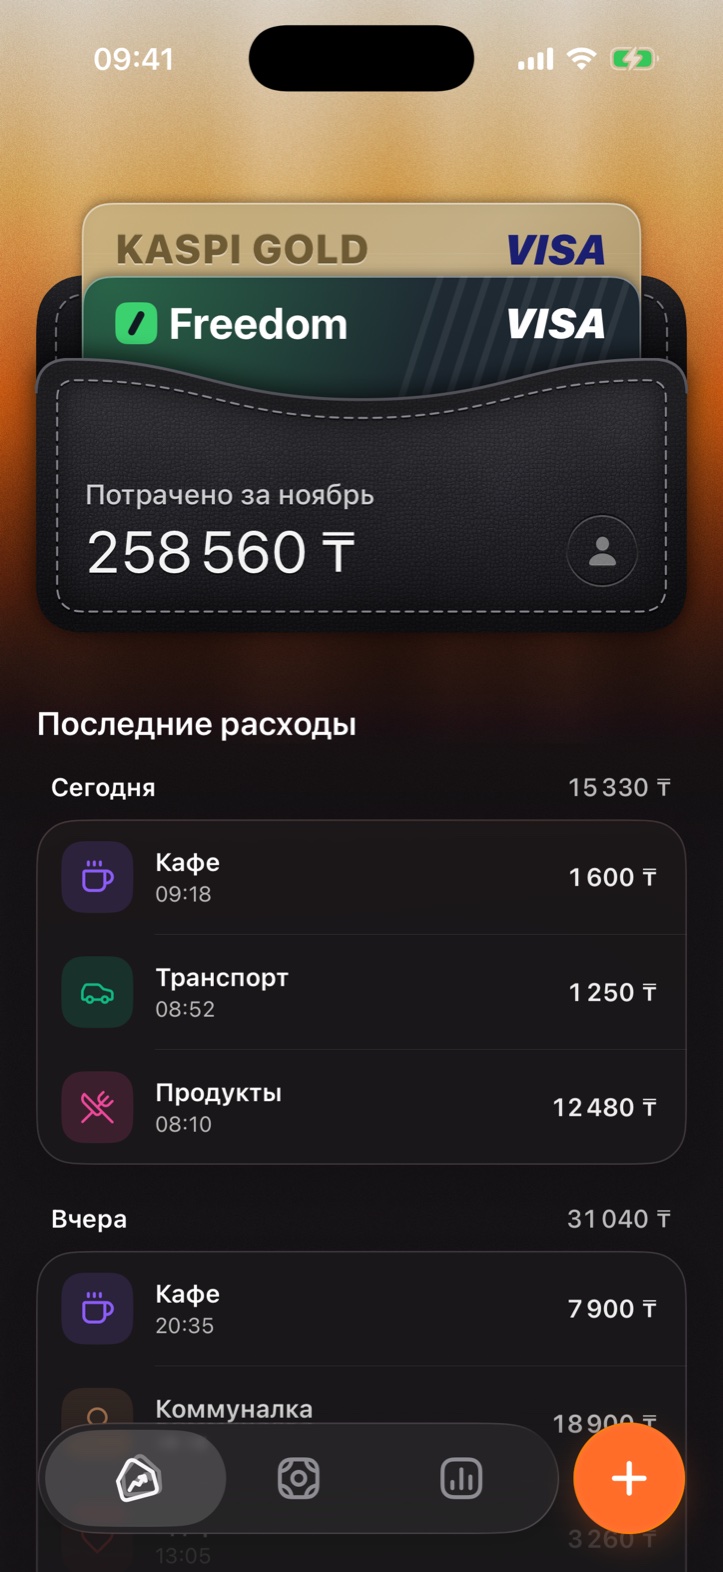 09:41
KASPI GOLD VISA
Freedom VISA
Потрачено за ноябрь
258 560 ₸
Последние расходы
Сегодня 15 330 ₸
Кафе
09:18
1 600 ₸
Транспорт
08:52
1 250 ₸
Продукты
08:10
12 480 ₸
Вчера 31 040 ₸
Кафе
20:35
7 900 ₸
Коммуналка
18 900 ₸
3 260 ₸
13:05